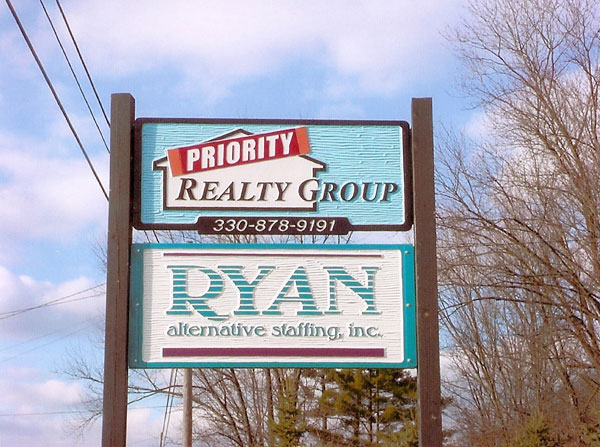 PRIORITY
REALTY GROUP
330-878-9191
RYAN
alternative staffing, inc.